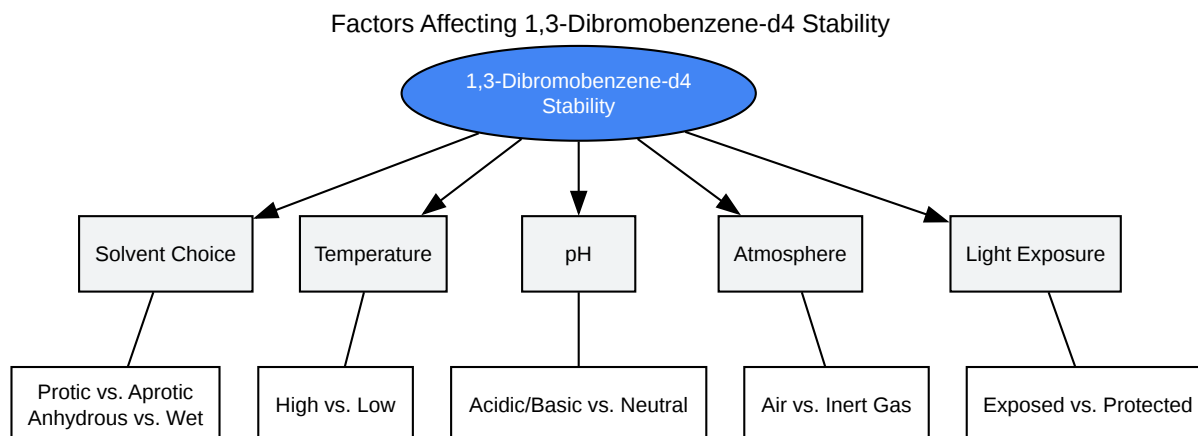 Factors Affecting 1,3-Dibromobenzene-d4 Stability
1,3-Dibromobenzene-d4
Stability
Solvent Choice
Temperature
pH
Atmosphere
Light Exposure
Protic vs. Aprotic
Anhydrous vs. Wet
High vs. Low
Acidic/Basic vs. Neutral
Air vs. Inert Gas
Exposed vs. Protected